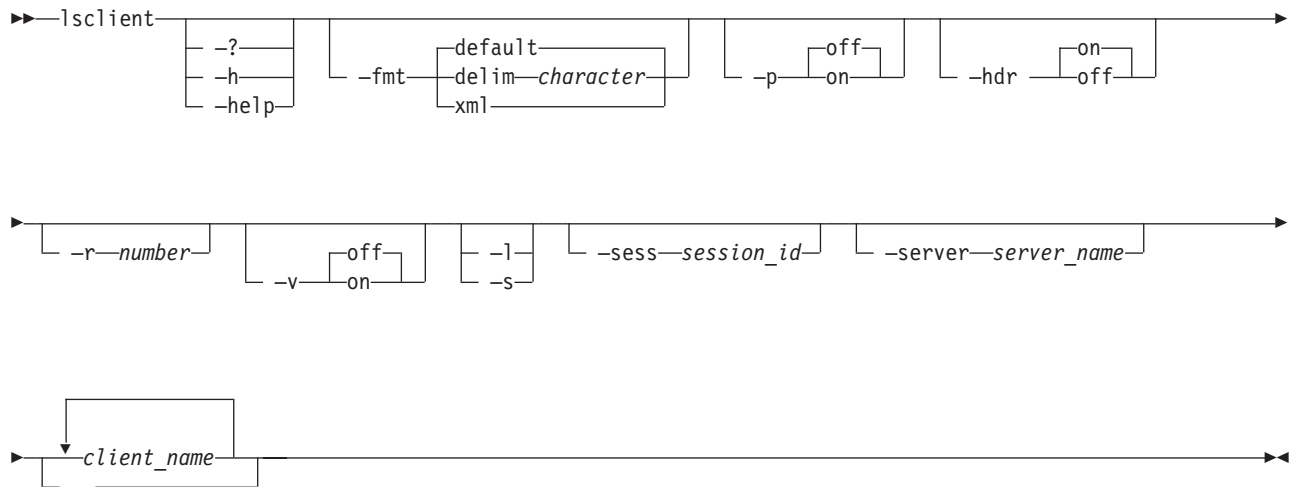 lsclient
–?
–h
–help
–fmt default
delim character
xml
–p off
on
–hdr on
off
–r number
–v off
on
–l
–s
–sess session_id
–server server_name
client_name